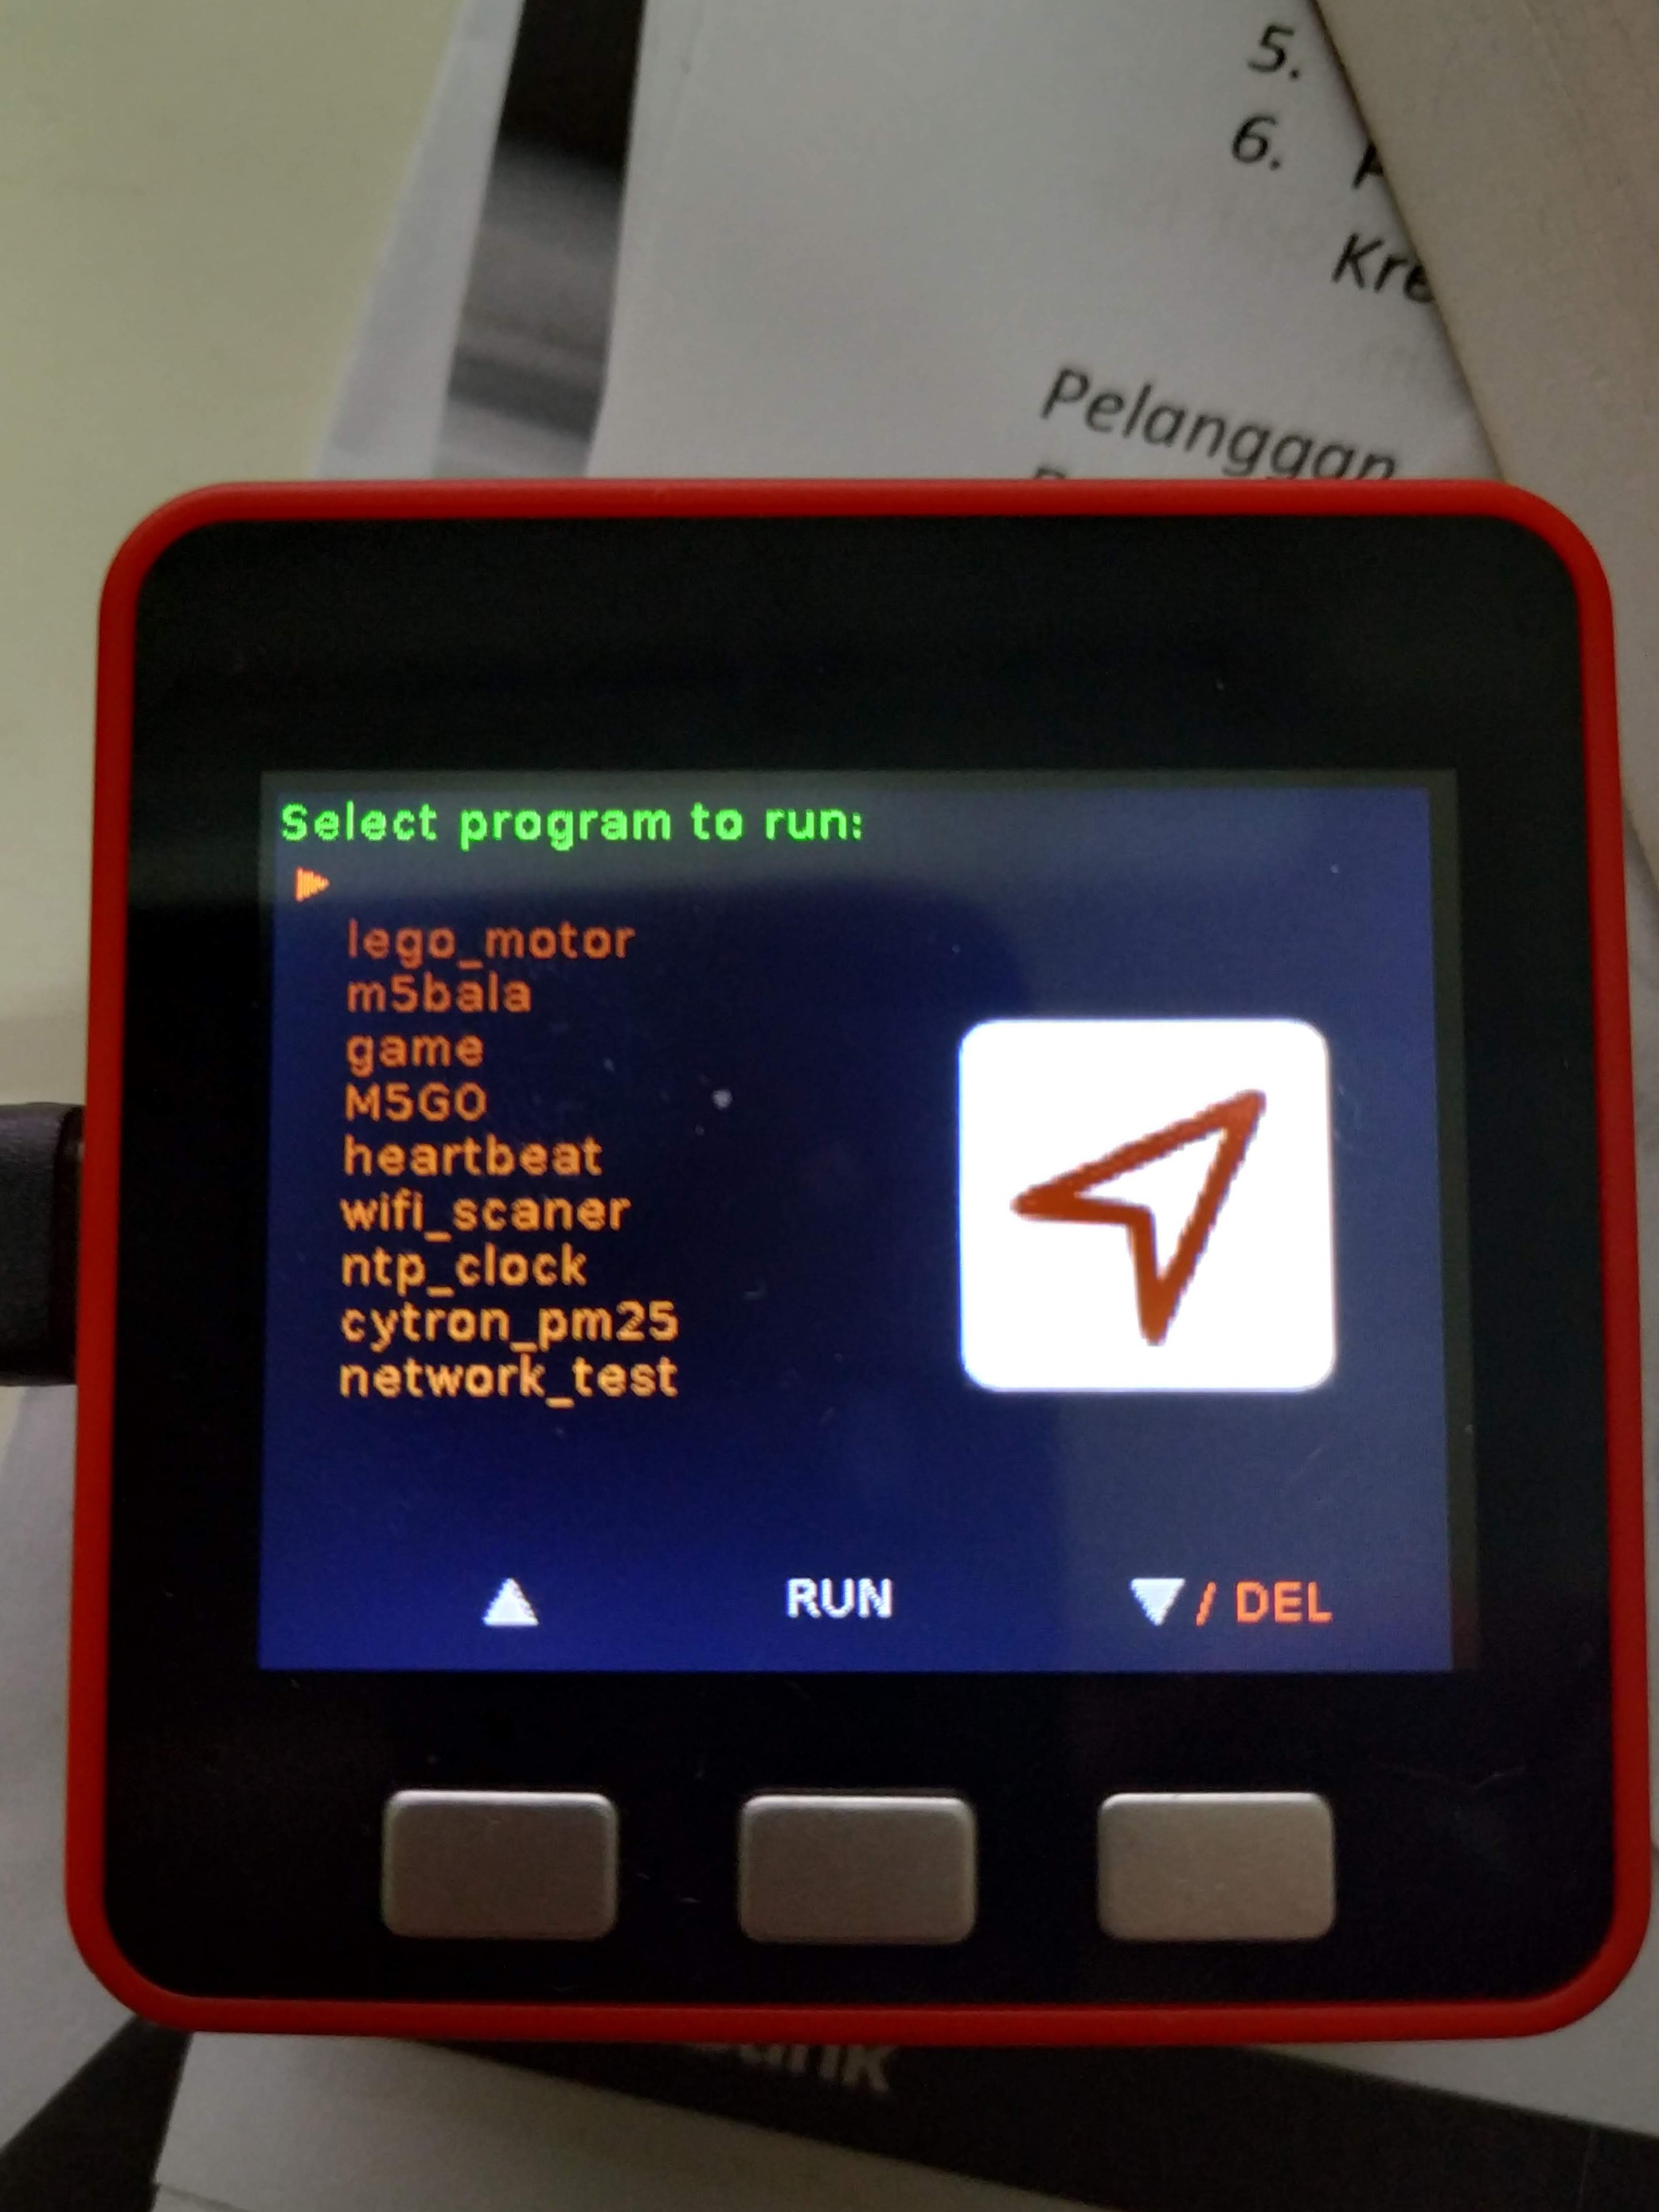 5.
6.
Kre
Pelanggan
Select program to run:
lego_motor
m5bala
game
M5GO
heartbeat
wifi_scaner
ntp_clock
cytron_pm25
network_test
RUN
/ DEL